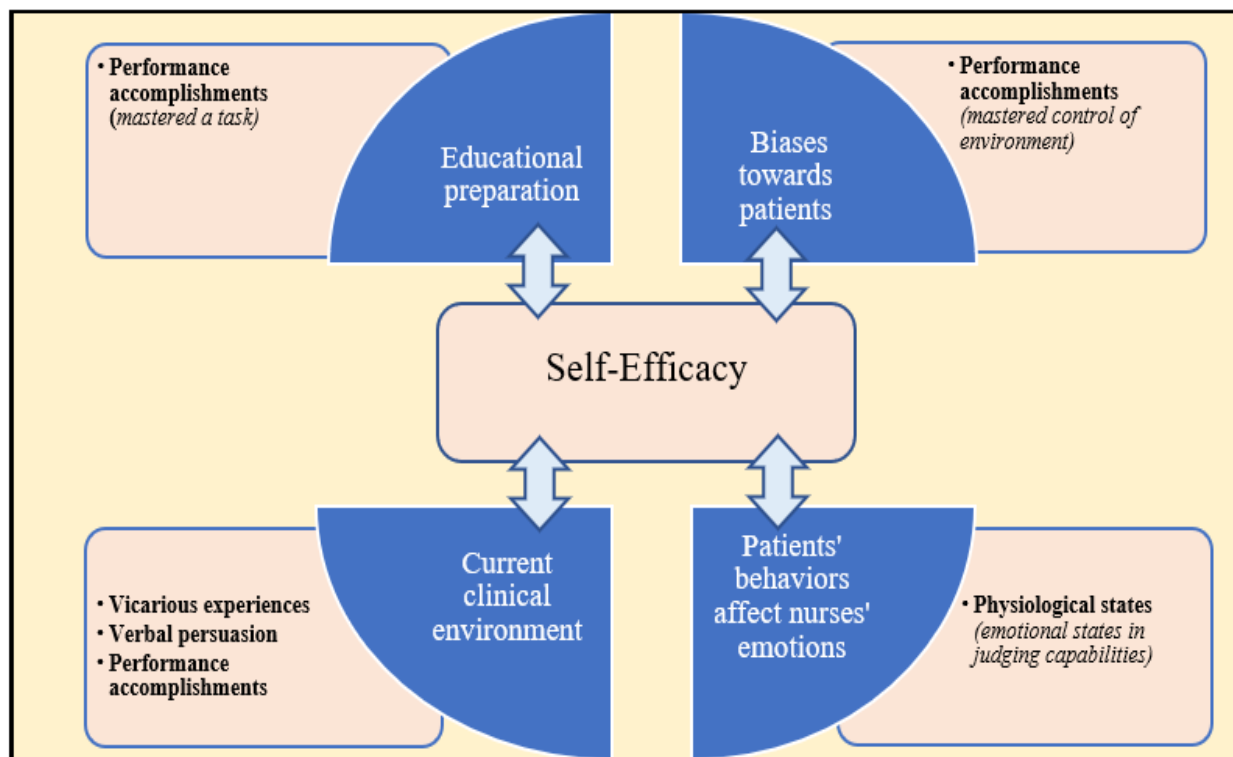 • Performance
accomplishments
(mastered a task)
Educational
preparation
Biases
towards
patients
• Performance
accomplishments
(mastered control of
environment)
Self-Efficacy
• Vicarious experiences
• Verbal persuasion
• Performance
accomplishments
Current
clinical
environment
Patients'
behaviors
affect nurses'
emotions
• Physiological states
(emotional states in
judging capabilities)